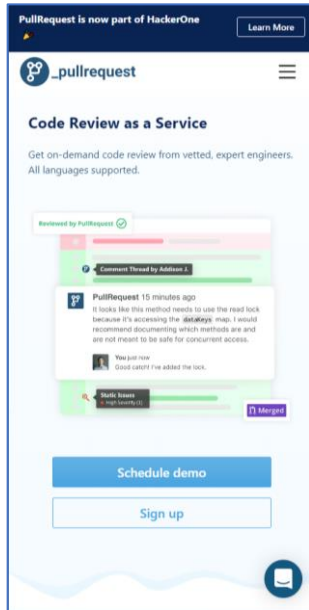 PullRequest is now part of HackerOne
🎉
Learn More
_pullrequest
Code Review as a Service
Get on-demand code review from vetted, expert engineers.
All languages supported.
Reviewed by PullRequest
Comment Thread by Addison J.
PullRequest 15 minutes ago
It looks like this method needs to use the read lock
because it's accessing the dataKeys map. I would
recommend documenting which methods are and
are not meant to be safe for concurrent access.
You just now
Good catch! I've added the lock.
Static Issues
High Severity (2)
Merged
Schedule demo
Sign up